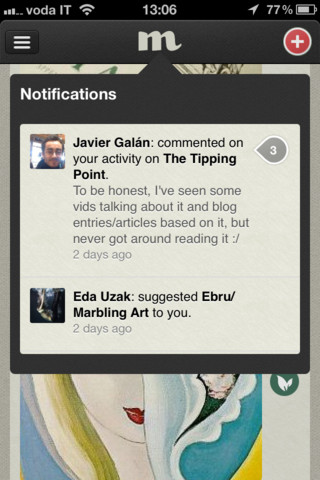 voda IT 13:06 77%
m
Notifications
Javier Galán: commented on
your activity on The Tipping
Point.
To be honest, I've seen some
vids talking about it and blog
entries/articles based on it, but
never got around reading it :/
2 days ago
3
Eda Uzak: suggested Ebru/
Marbling Art to you.
2 days ago